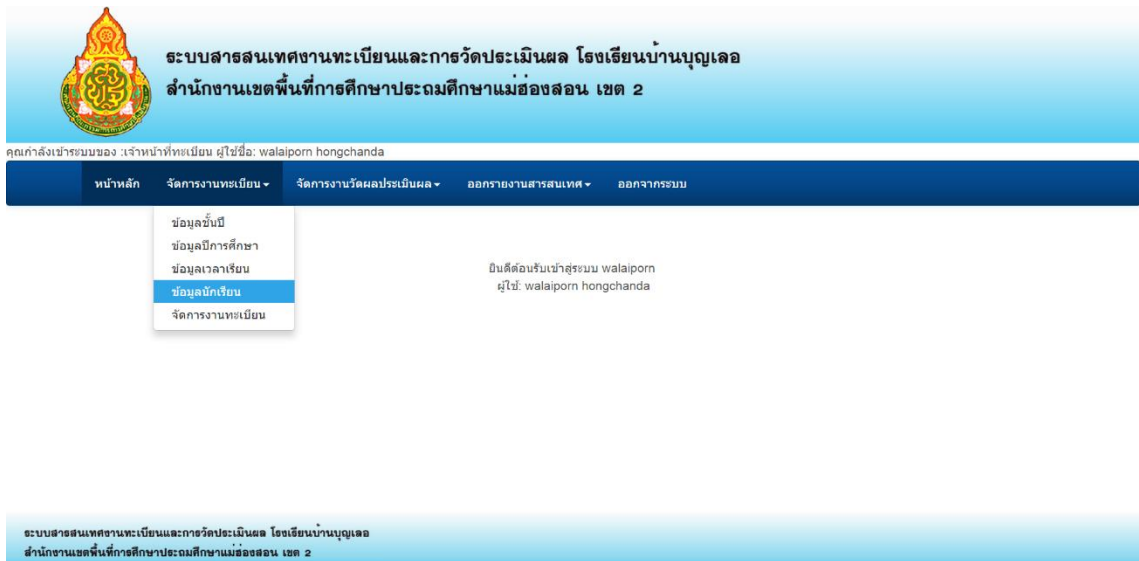 ระบบสารสนเทศงานทะเบียนและการวัดประเมินผล โรงเรียนบ้านบุญเลอ
สำนักงานเขตพื้นที่การศึกษาประถมศึกษาแม่ฮ่องสอน เขต 2
คุณกำลังเข้าระบบของ :เจ้าหน้าที่ทะเบียน ผู้ใช้ชื่อ: walaiporn hongchanda
หน้าหลัก จัดการงานทะเบียน จัดการงานวัดผลประเมินผล ออกรายงานสารสนเทศ ออกจากระบบ
ข้อมูลชั้นปี
ข้อมูลปีการศึกษา
ข้อมูลเวลาเรียน
ข้อมูลนักเรียน
จัดการงานทะเบียน
ยินดีต้อนรับเข้าสู่ระบบ walaiporn
ผู้ใช้: walaiporn hongchanda
ระบบสารสนเทศงานทะเบียนและการวัดประเมินผล โรงเรียนบ้านบุญเลอ
สำนักงานเขตพื้นที่การศึกษาประถมศึกษาแม่ฮ่องสอน เขต 2